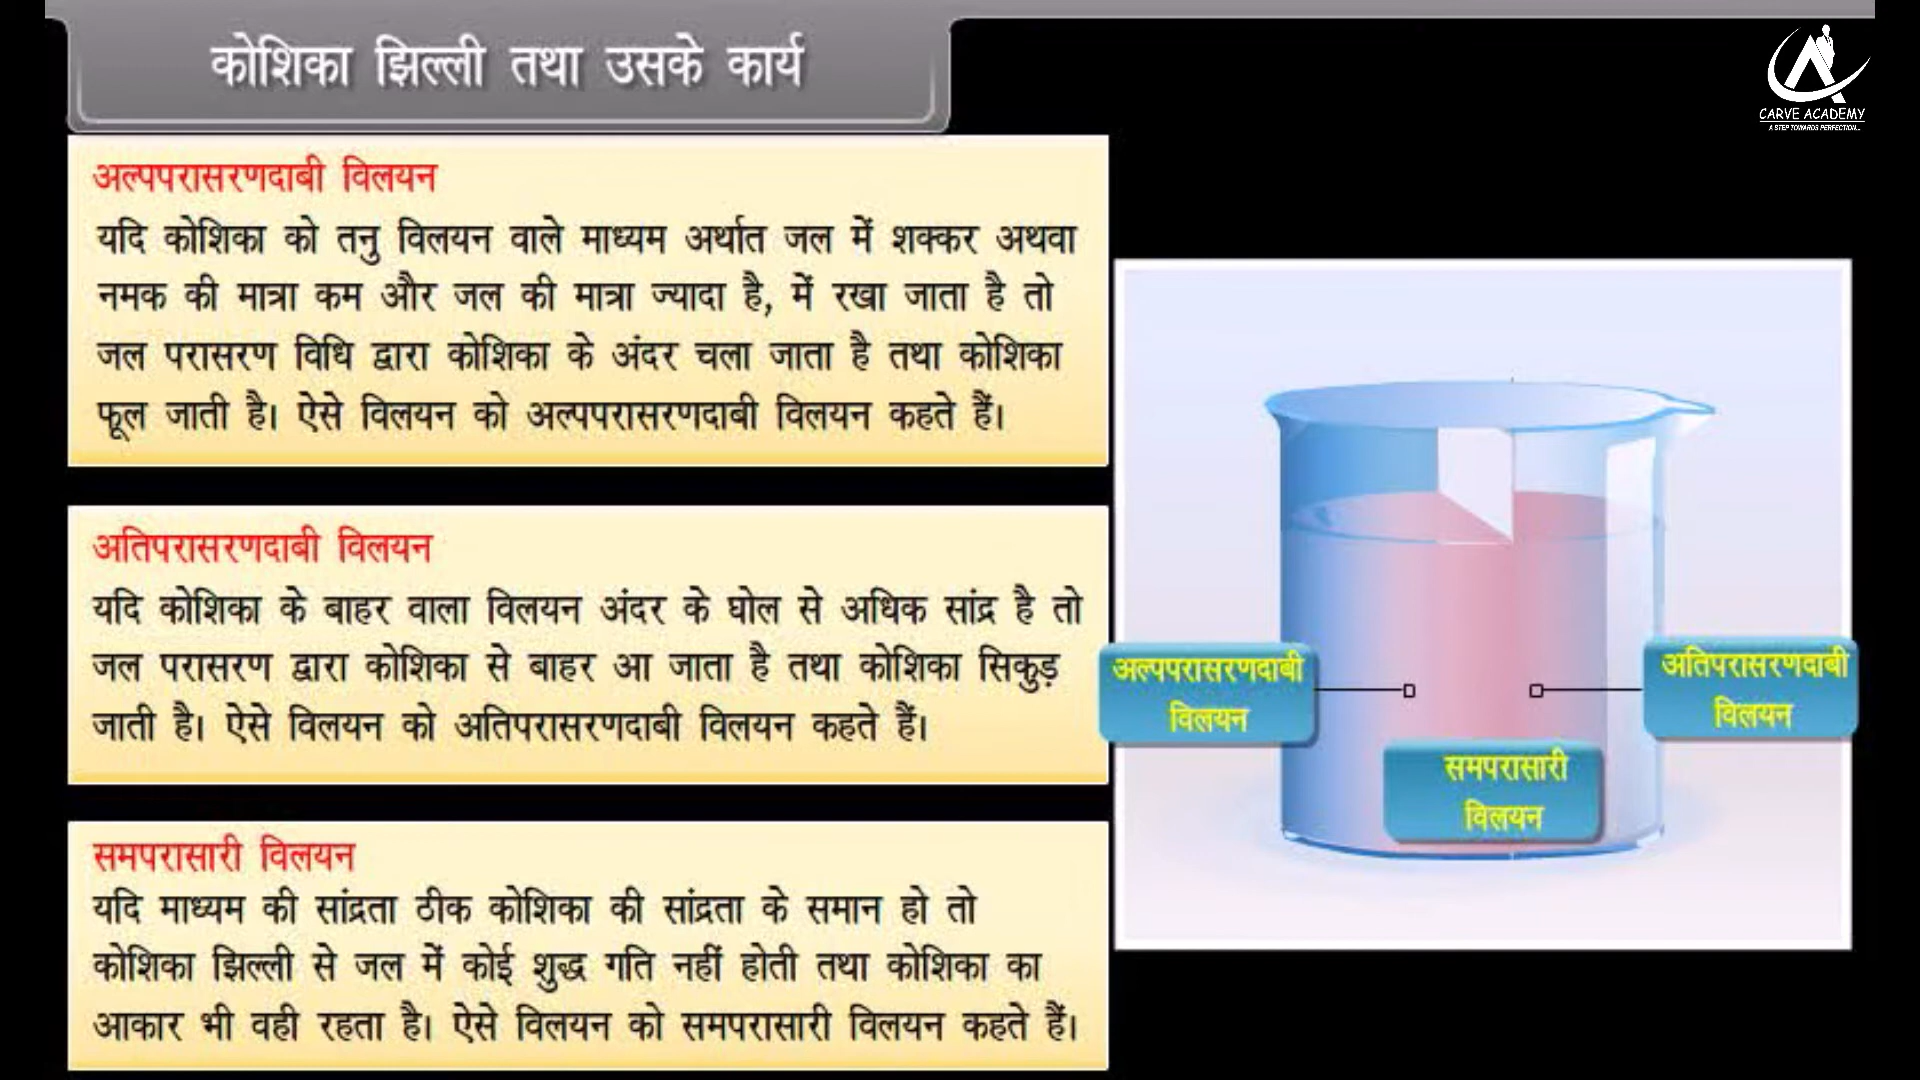 कोशिका झिल्ली तथा उसके कार्य
CARVE ACADEMY
A STEP TOWARDS PERFECTION...
अल्पपरासरणदाबी विलयन
यदि कोशिका को तनु विलयन वाले माध्यम अर्थात जल में शक्कर अथवा
नमक की मात्रा कम और जल की मात्रा ज्यादा है, में रखा जाता है तो
जल परासरण विधि द्वारा कोशिका के अंदर चला जाता है तथा कोशिका
फूल जाती है। ऐसे विलयन को अल्पपरासरणदाबी विलयन कहते हैं।
अतिपरासरणदाबी विलयन
यदि कोशिका के बाहर वाला विलयन अंदर के घोल से अधिक सांद्र है तो
जल परासरण द्वारा कोशिका से बाहर आ जाता है तथा कोशिका सिकुड़
जाती है। ऐसे विलयन को अतिपरासरणदाबी विलयन कहते हैं।
समपरासारी विलयन
यदि माध्यम की सांद्रता ठीक कोशिका की सांद्रता के समान हो तो
कोशिका झिल्ली से जल में कोई शुद्ध गति नहीं होती तथा कोशिका का
आकार भी वही रहता है। ऐसे विलयन को समपरासारी विलयन कहते हैं।
अल्पपरासरणदाबी
विलयन
अतिपरासरणदाबी
विलयन
समपरासारी
विलयन